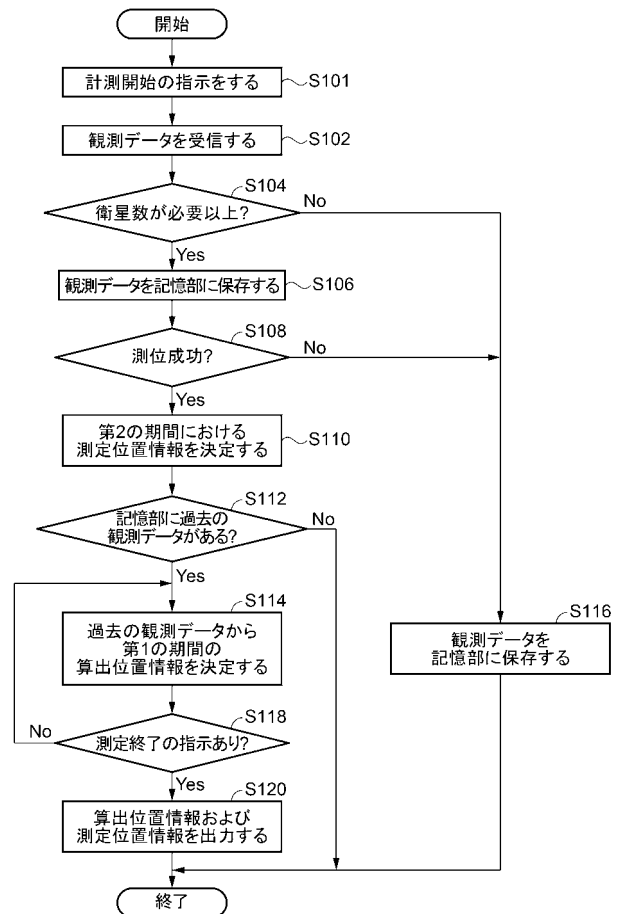 開始
計測開始の指示をする
S101
観測データを受信する
S102
S104
衛星数が必要以上?
No
Yes
観測データを記憶部に保存する
S106
S108
測位成功?
No
Yes
第2の期間における
測定位置情報を決定する
S110
S112
記憶部に過去の
観測データがある?
No
Yes
S114
過去の観測データから
第1の期間の
算出位置情報を決定する
S116
観測データを
記憶部に保存する
S118
測定終了の指示あり?
No
Yes
S120
算出位置情報および
測定位置情報を出力する
終了